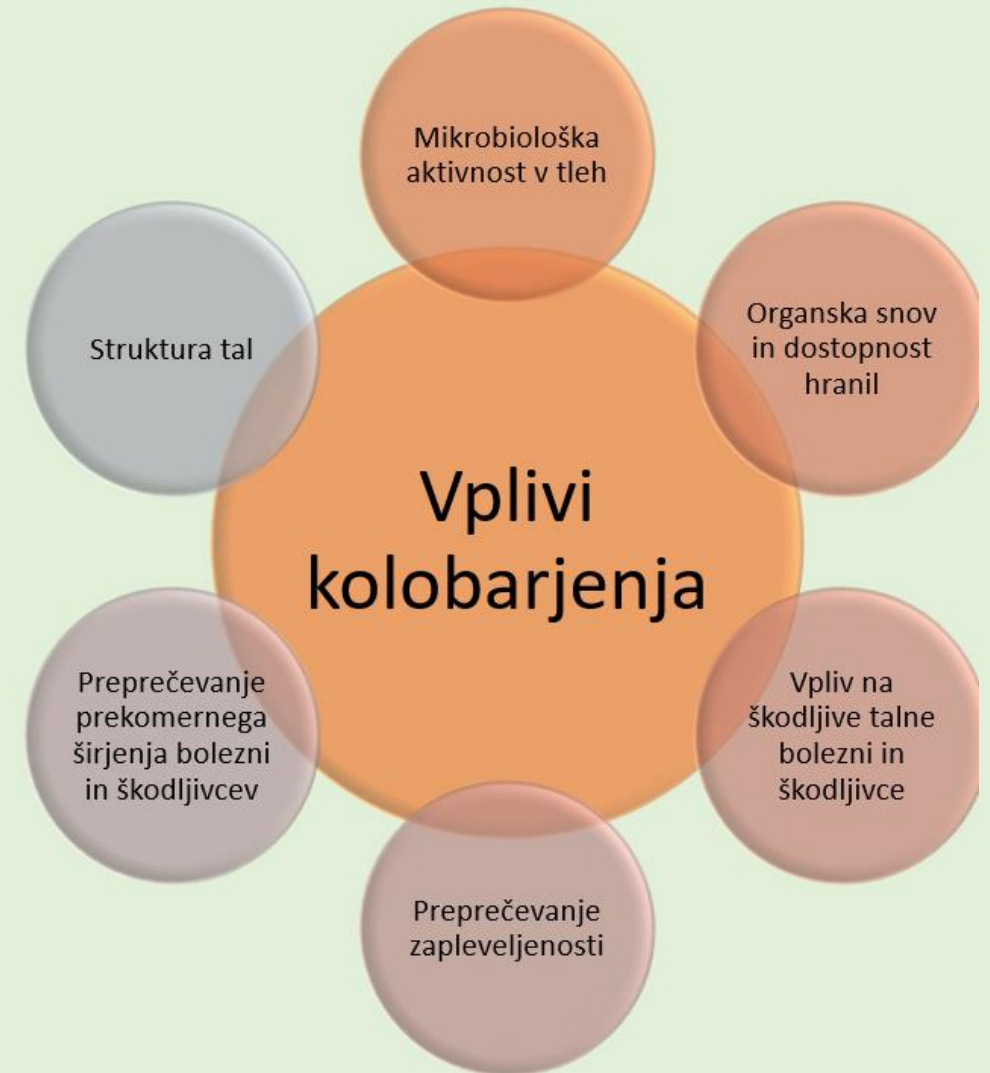 Mikrobiološka
aktivnost v tleh
Organska snov
in dostopnost
hranil
Struktura tal
Vplivi
kolobarjenja
Preprečevanje
prekomernega
širjenja bolezni
in škodljivcev
Vpliv na
škodljive talne
bolezni in
škodljivce
Preprečevanje
zapleveljenosti